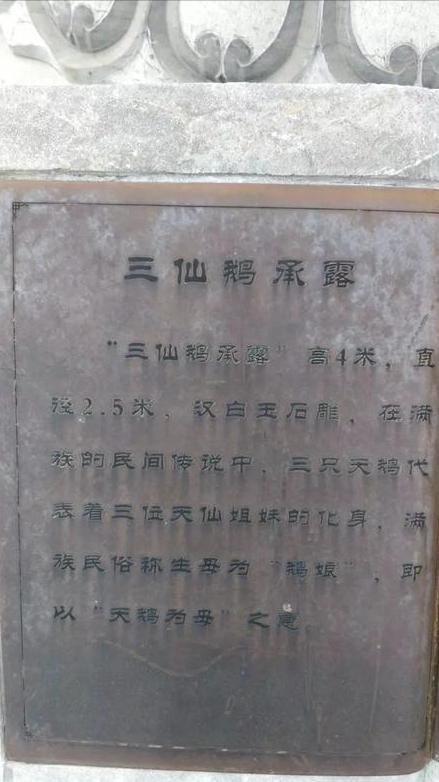 三仙鹅承露
“三仙鹅承露”高4米，直
径2.5米，汉白玉石雕，在满
族的民间传说中，三只天鹅代
表着三位天仙姐妹的化身，满
族民俗称生母为“鹅娘”，即
以“天鹅为母”之意